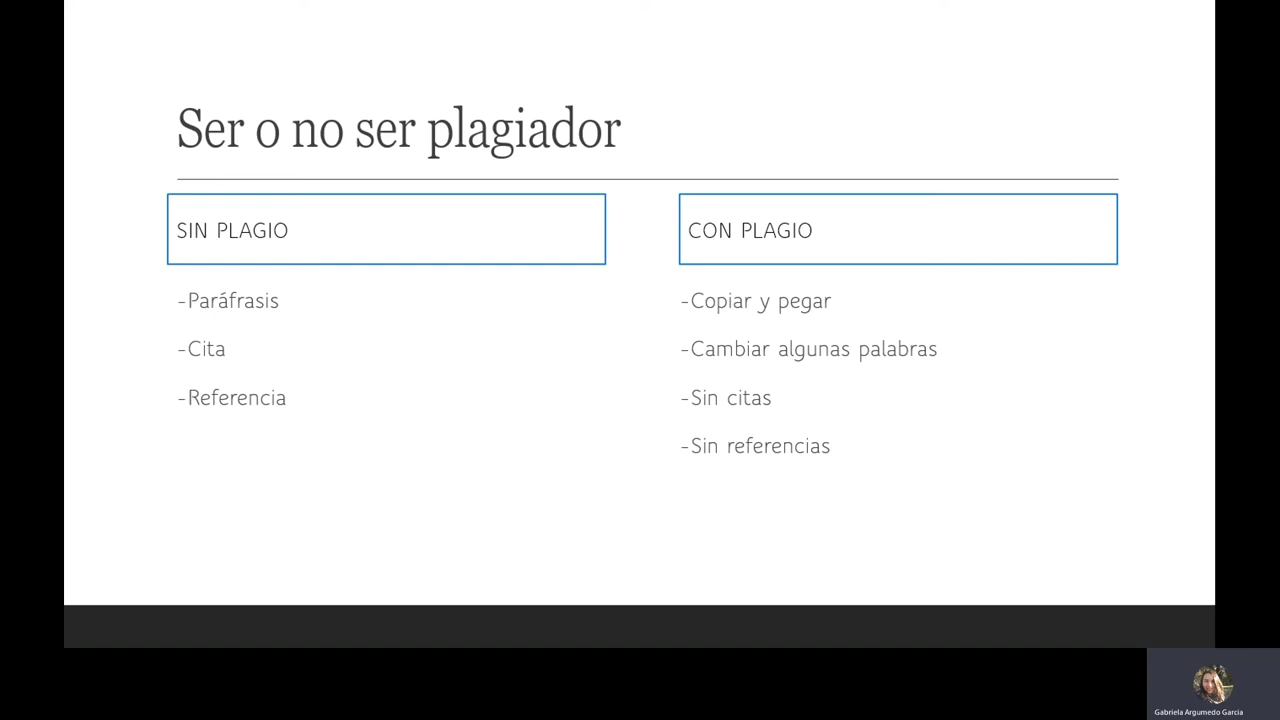 Ser o no ser plagiador
SIN PLAGIO
-Paráfrasis
-Cita
-Referencia
CON PLAGIO
-Copiar y pegar
-Cambiar algunas palabras
-Sin citas
-Sin referencias
Gabriela Argumedo Garcia